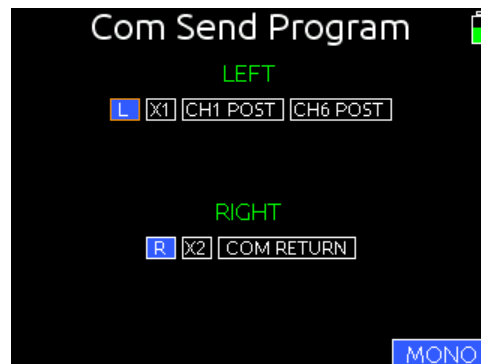 Com Send Program
LEFT
L X1 CH1 POST CH6 POST
RIGHT
R X2 COM RETURN
MONO